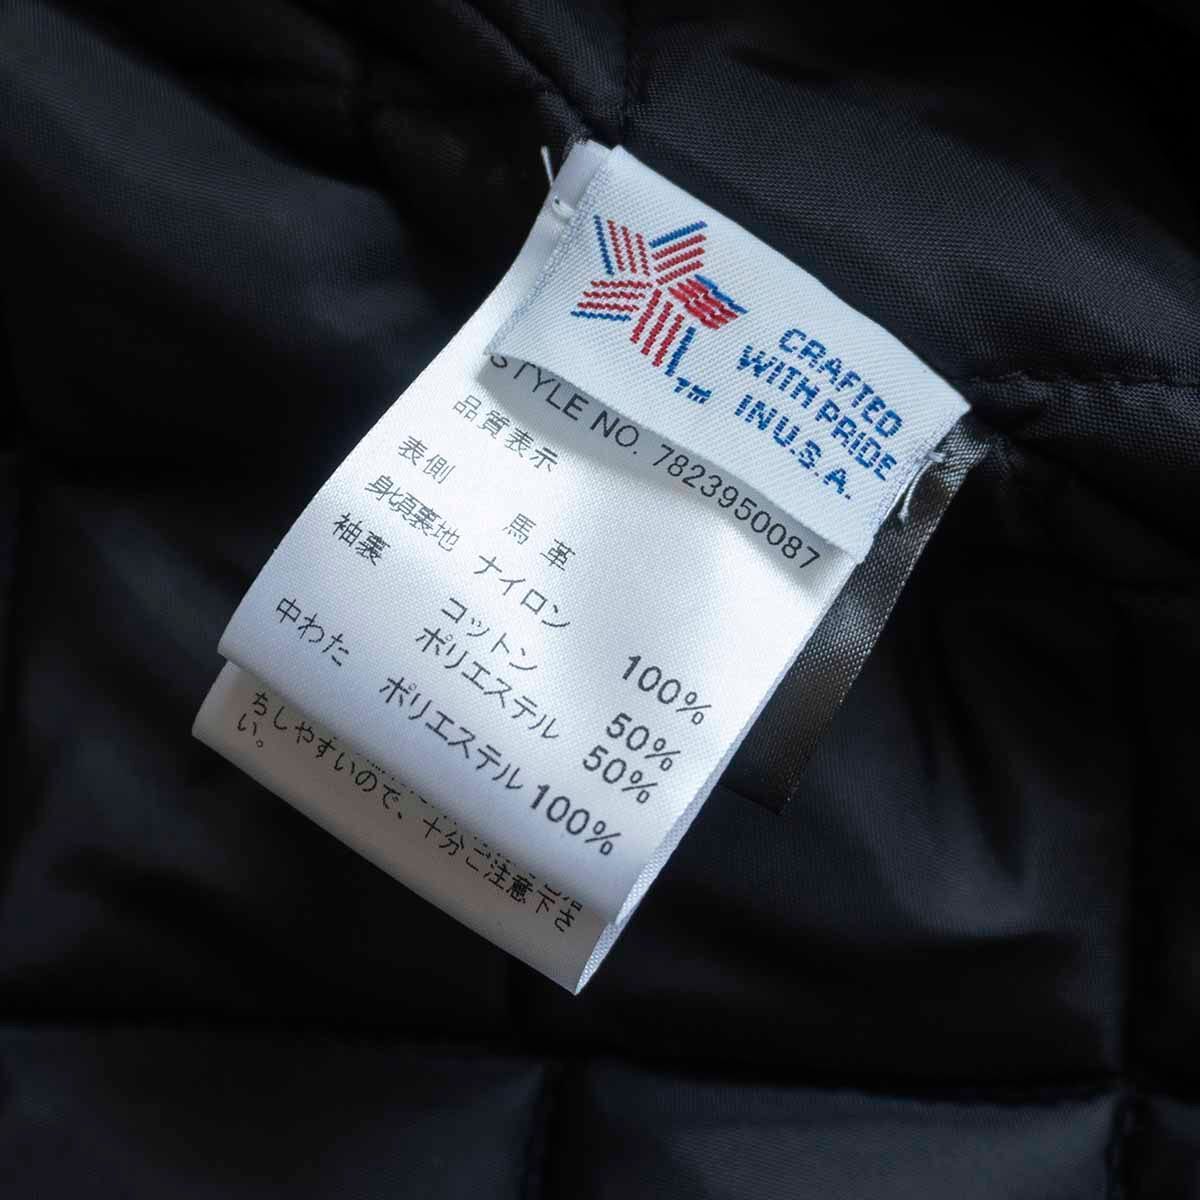 CRAFTED
WITH PRIDE
IN U.S.A.
STYLE NO. 7823950087
品質表示
表側 馬革
身頃裏地 ナイロン 100%
袖裏 コットン 50%
ポリエステル 50%
中わた ポリエステル 100%
ちしやすいので、十分ご注意下さ
い。